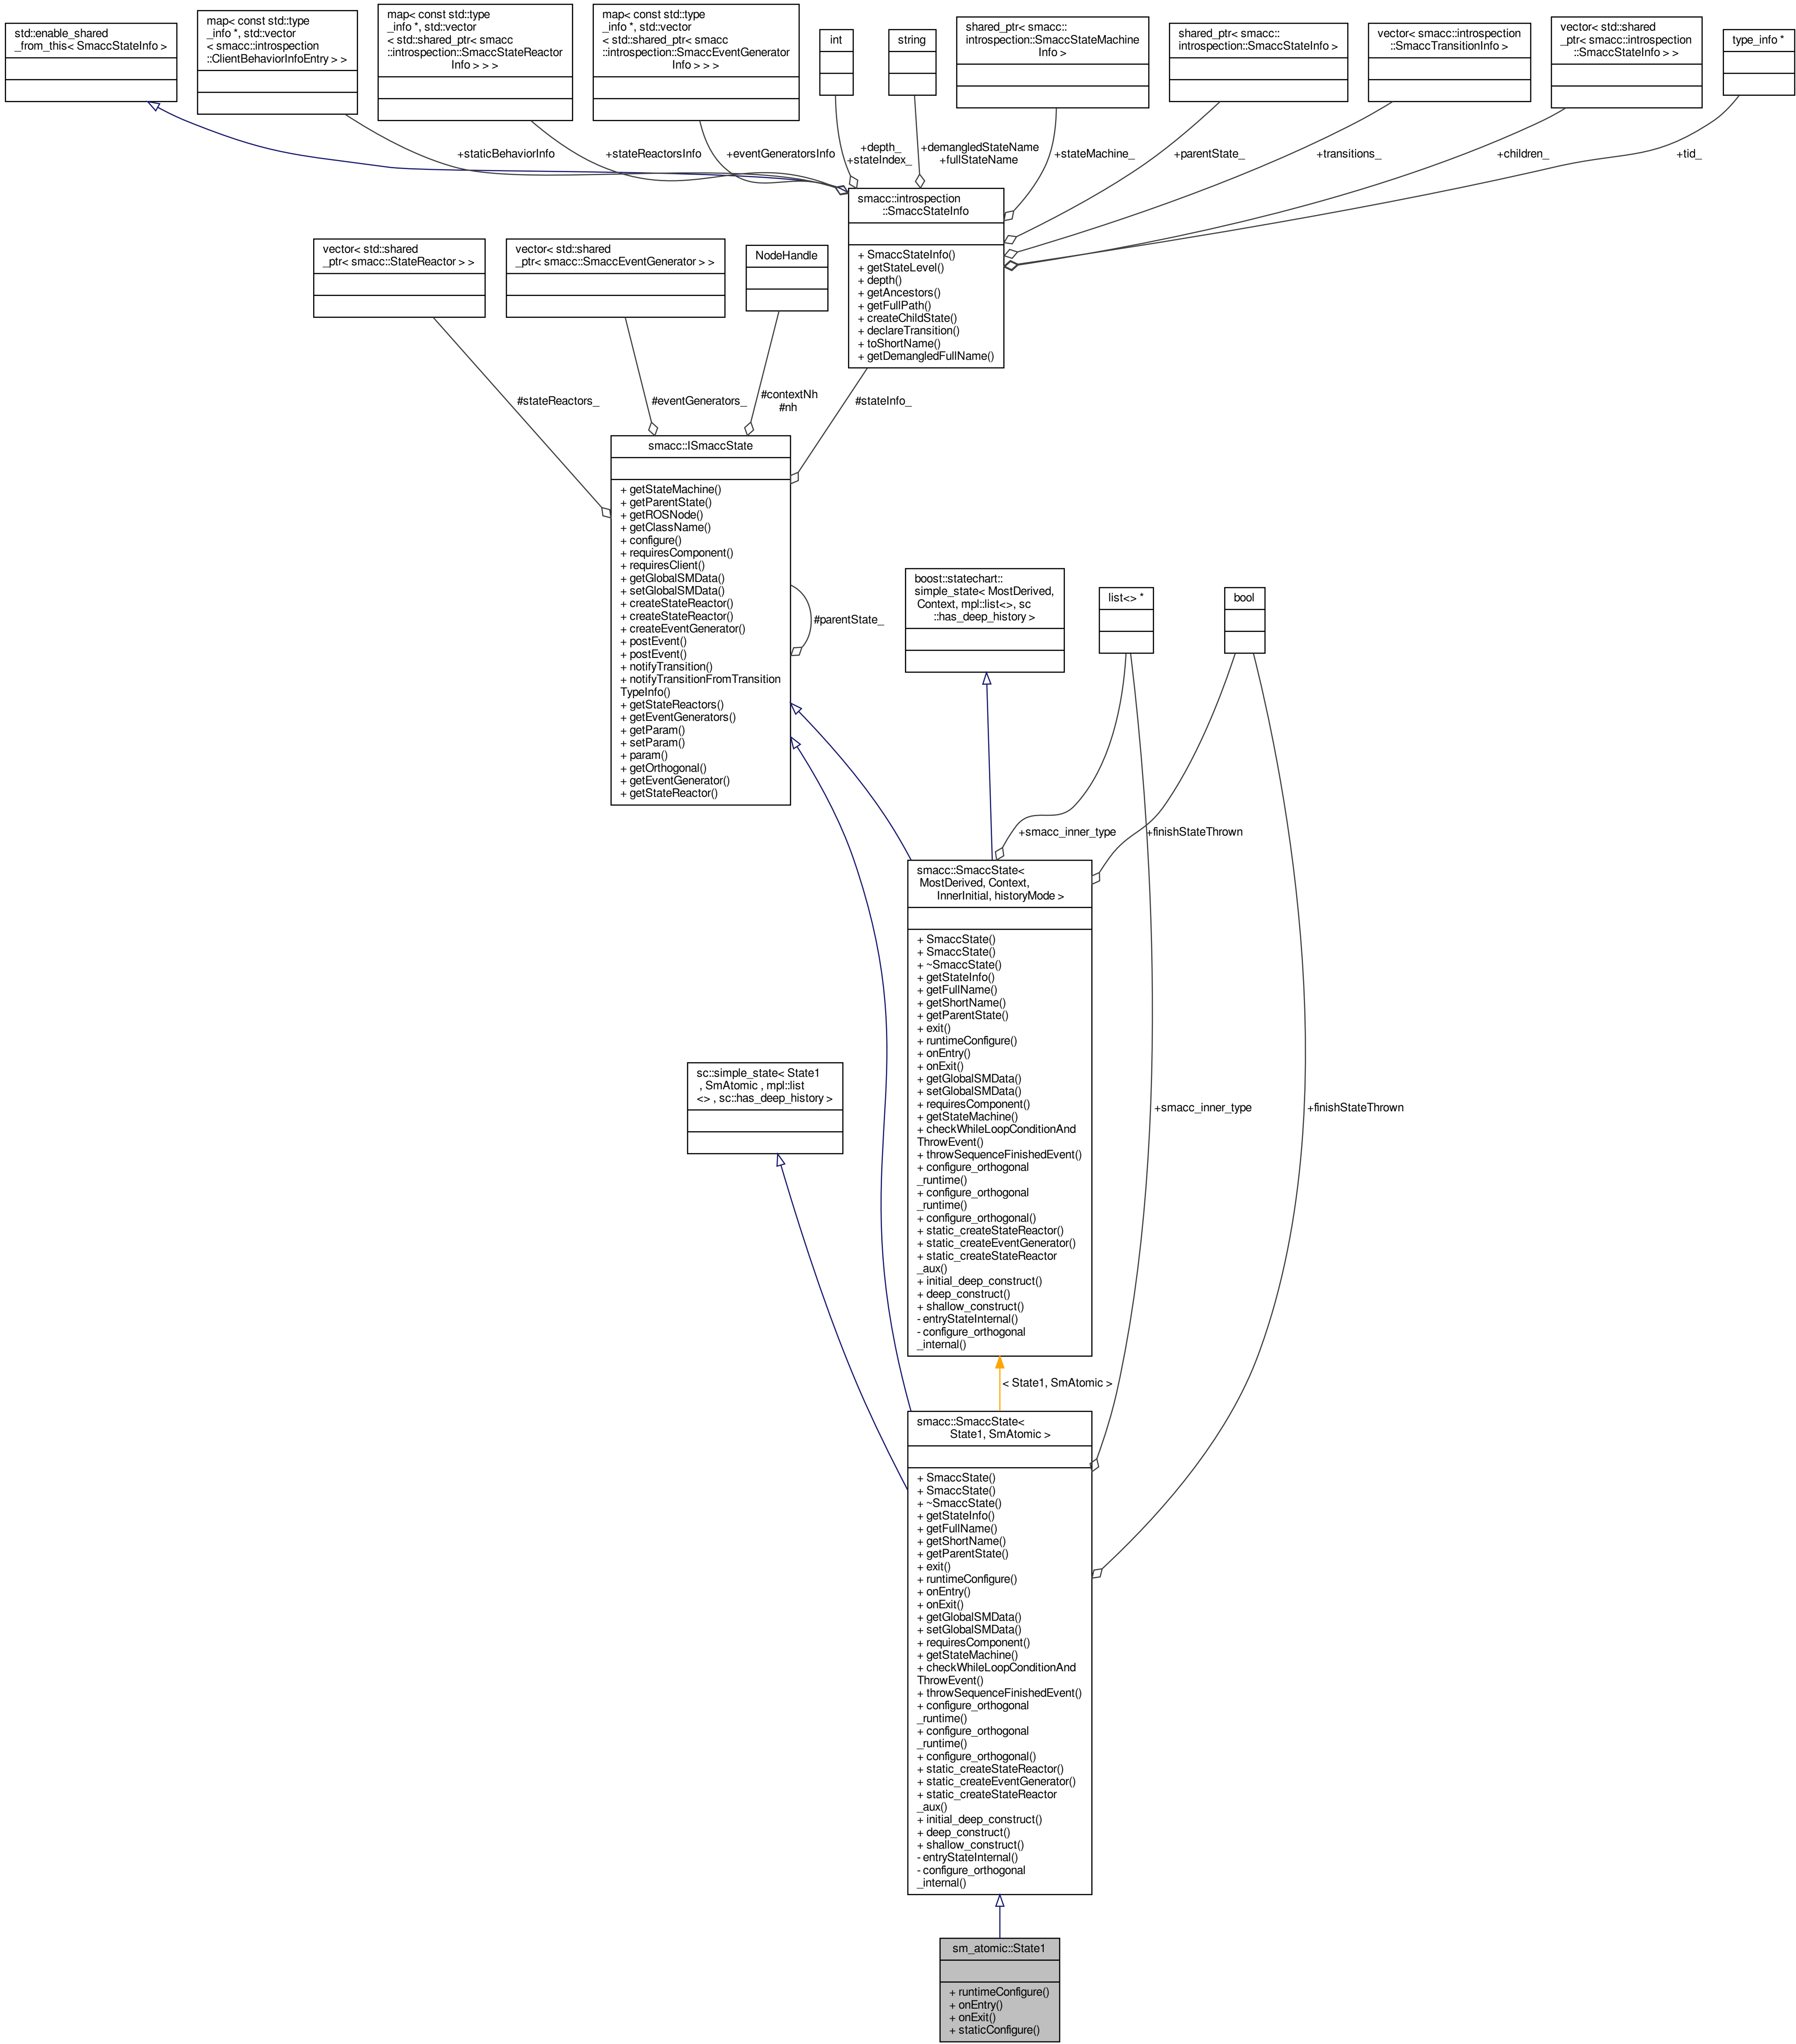 std::enable_shared
_from_this< SmaccStateInfo >
map< const std::type
_info *, std::vector
< smacc::introspection
::ClientBehaviorInfoEntry > >
map< const std::type
_info *, std::vector
< std::shared_ptr< smacc
::introspection::SmaccStateReactor
Info > > >
map< const std::type
_info *, std::vector
< std::shared_ptr< smacc
::introspection::SmaccEventGenerator
Info > > >
int
string
shared_ptr< smacc::
introspection::SmaccStateMachine
Info >
shared_ptr< smacc::
introspection::SmaccStateInfo >
vector< smacc::introspection
::SmaccTransitionInfo >
vector< std::shared
_ptr< smacc::introspection
::SmaccStateInfo > >
type_info *
+staticBehaviorInfo
+stateReactorsInfo
+eventGeneratorsInfo
+depth_
+stateIndex_
+demangledStateName
+fullStateName
+stateMachine_
+parentState_
+transitions_
+children_
+tid_
smacc::introspection
::SmaccStateInfo
+ SmaccStateInfo()
+ getStateLevel()
+ depth()
+ getAncestors()
+ getFullPath()
+ createChildState()
+ declareTransition()
+ toShortName()
+ getDemangledFullName()
vector< std::shared
_ptr< smacc::StateReactor > >
vector< std::shared
_ptr< smacc::SmaccEventGenerator > >
NodeHandle
#stateReactors_
#eventGenerators_
#contextNh
#nh
#stateInfo_
smacc::ISmaccState
+ getStateMachine()
+ getParentState()
+ getROSNode()
+ getClassName()
+ configure()
+ requiresComponent()
+ requiresClient()
+ getGlobalSMData()
+ setGlobalSMData()
+ createStateReactor()
+ createStateReactor()
+ createEventGenerator()
+ postEvent()
+ postEvent()
+ notifyTransition()
+ notifyTransitionFromTransition
TypeInfo()
+ getStateReactors()
+ getEventGenerators()
+ getParam()
+ setParam()
+ param()
+ getOrthogonal()
+ getEventGenerator()
+ getStateReactor()
#parentState_
boost::statechart::
simple_state< MostDerived,
Context, mpl::list<>, sc
::has_deep_history >
list<> *
bool
+smacc_inner_type
+finishStateThrown
smacc::SmaccState<
MostDerived, Context,
InnerInitial, historyMode >
+ SmaccState()
+ SmaccState()
+ ~SmaccState()
+ getStateInfo()
+ getFullName()
+ getShortName()
+ getParentState()
+ exit()
+ runtimeConfigure()
+ onEntry()
+ onExit()
+ getGlobalSMData()
+ setGlobalSMData()
+ requiresComponent()
+ getStateMachine()
+ checkWhileLoopConditionAnd
ThrowEvent()
+ throwSequenceFinishedEvent()
+ configure_orthogonal
_runtime()
+ configure_orthogonal
_runtime()
+ configure_orthogonal()
+ static_createStateReactor()
+ static_createEventGenerator()
+ static_createStateReactor
_aux()
+ initial_deep_construct()
+ deep_construct()
+ shallow_construct()
- entryStateInternal()
- configure_orthogonal
_internal()
sc::simple_state< State1
, SmAtomic , mpl::list
<> , sc::has_deep_history >
+smacc_inner_type
+finishStateThrown
< State1, SmAtomic >
smacc::SmaccState<
State1, SmAtomic >
+ SmaccState()
+ SmaccState()
+ ~SmaccState()
+ getStateInfo()
+ getFullName()
+ getShortName()
+ getParentState()
+ exit()
+ runtimeConfigure()
+ onEntry()
+ onExit()
+ getGlobalSMData()
+ setGlobalSMData()
+ requiresComponent()
+ getStateMachine()
+ checkWhileLoopConditionAnd
ThrowEvent()
+ throwSequenceFinishedEvent()
+ configure_orthogonal
_runtime()
+ configure_orthogonal
_runtime()
+ configure_orthogonal()
+ static_createStateReactor()
+ static_createEventGenerator()
+ static_createStateReactor
_aux()
+ initial_deep_construct()
+ deep_construct()
+ shallow_construct()
- entryStateInternal()
- configure_orthogonal
_internal()
sm_atomic::State1
+ runtimeConfigure()
+ onEntry()
+ onExit()
+ staticConfigure()